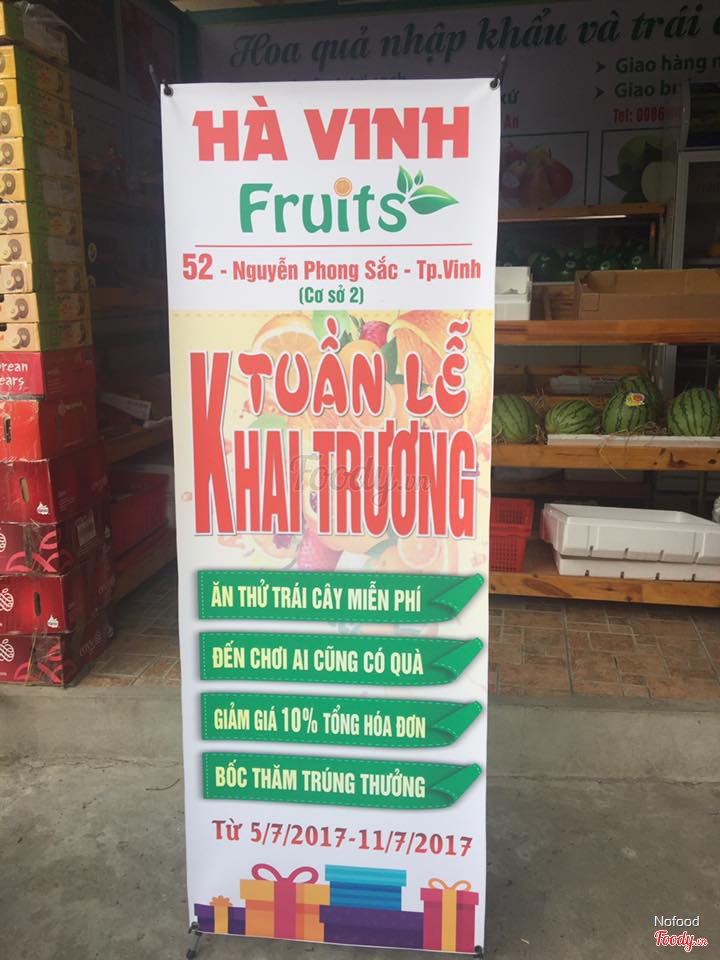 Hoa quả nhập khẩu và trái
Giao hàng
Giao
Tel:
HÀ VINH
Fruits
52 - Nguyễn Phong Sắc - Tp.Vinh
(Cơ sở 2)
TUẦN LỄ
KHAI TRƯƠNG
Foody.vn
ĂN THỬ TRÁI CÂY MIỄN PHÍ
ĐẾN CHƠI AI CŨNG CÓ QUÀ
GIẢM GIÁ 10% TỔNG HÓA ĐƠN
BỐC THĂM TRÚNG THƯỞNG
Từ 5/7/2017-11/7/2017
Nofood
Foody.vn